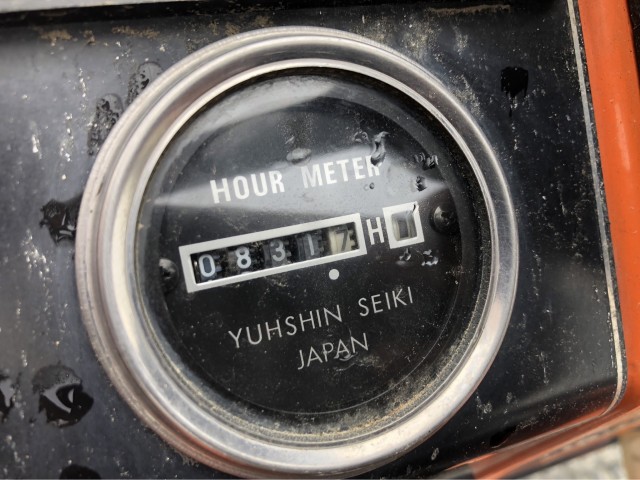 HOUR METER
0831 H
YUHSHIN SEIKI
JAPAN